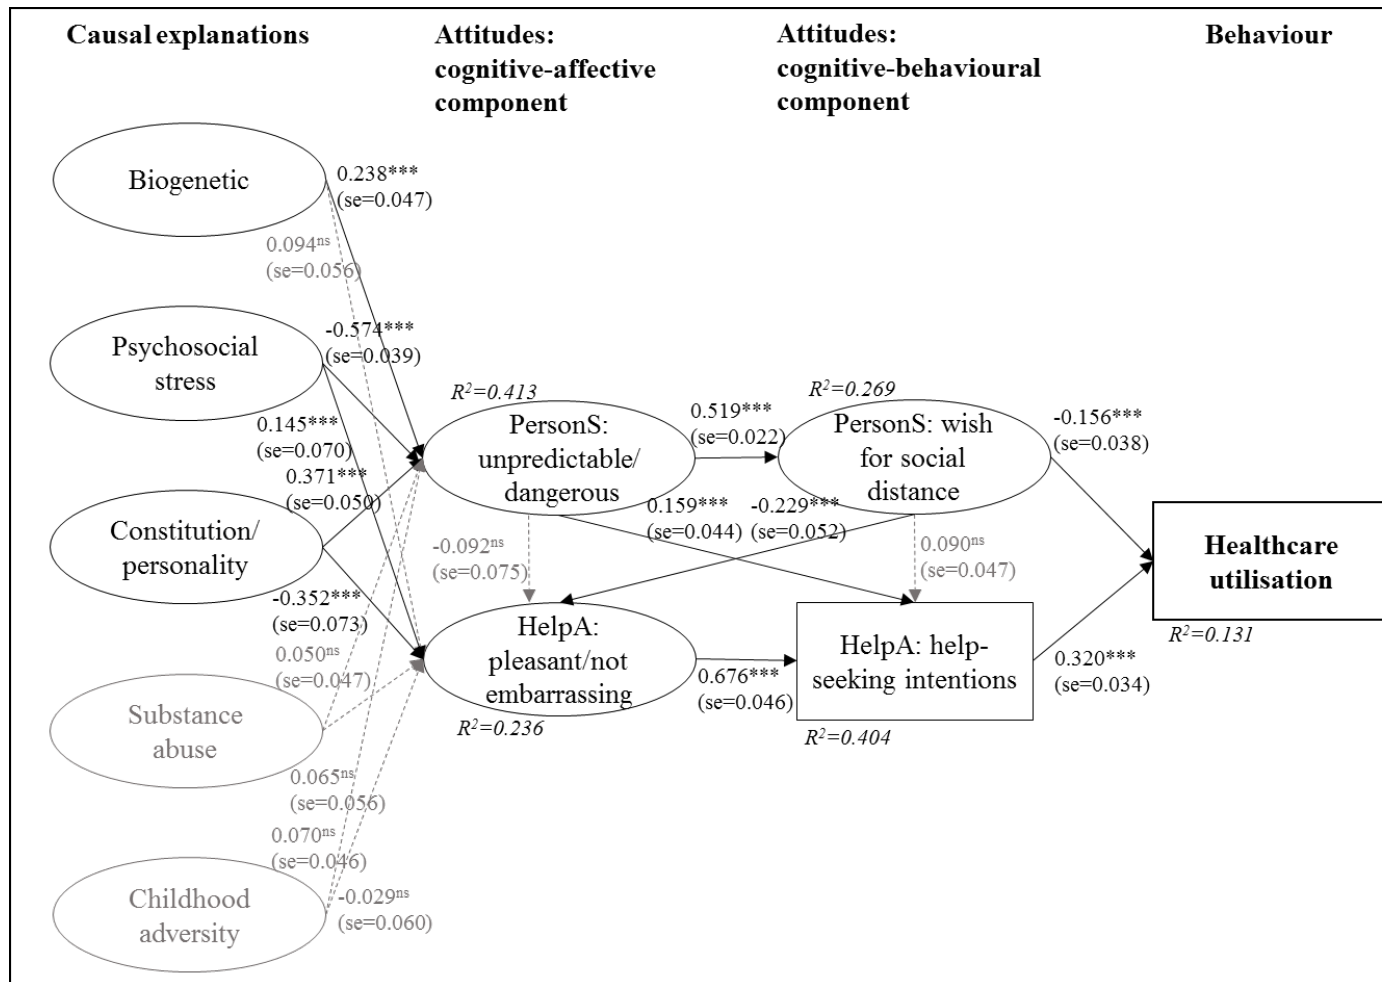 Causal explanations
Attitudes:
cognitive-affective
component
Attitudes:
cognitive-behavioural
component
Behaviour
Biogenetic
0.238***
(se=0.047)
0.094ns
(se=0.056)
Psychosocial
stress
-0.574***
(se=0.039)
0.145***
(se=0.070)
0.371***
(se=0.050)
Constitution/
personality
-0.352***
(se=0.073)
0.050ns
(se=0.047)
Substance
abuse
0.065ns
(se=0.056)
0.070ns
(se=0.046)
Childhood
adversity
-0.029ns
(se=0.060)
R²=0.413
PersonS:
unpredictable/
dangerous
0.519***
(se=0.022)
R²=0.269
PersonS: wish
for social
distance
-0.156***
(se=0.038)
0.159***
(se=0.044)
-0.229***
(se=0.052)
-0.092ns
(se=0.075)
0.090ns
(se=0.047)
HelpA:
pleasant/not
embarrassing
R²=0.236
0.676***
(se=0.046)
HelpA: help-
seeking intentions
R²=0.404
0.320***
(se=0.034)
Healthcare
utilisation
R²=0.131